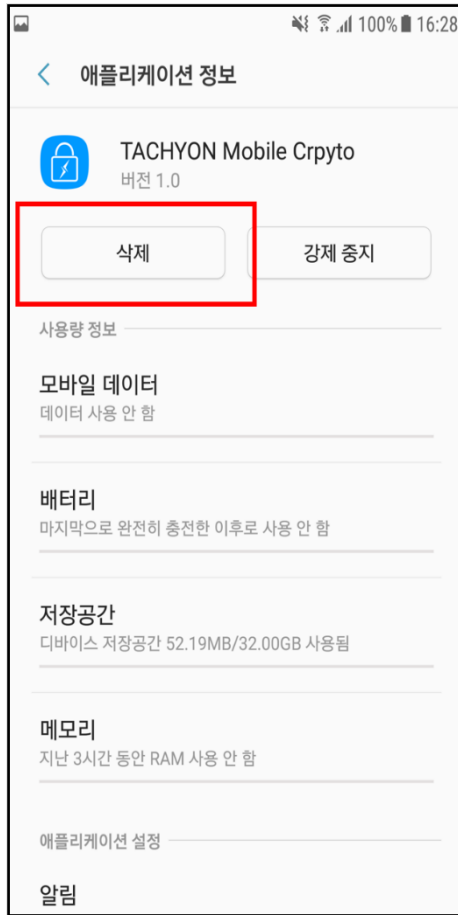 100% 16:28
애플리케이션 정보
TACHYON Mobile Crpyto
버전 1.0
삭제
강제 중지
사용량 정보
모바일 데이터
데이터 사용 안 함
배터리
마지막으로 완전히 충전한 이후로 사용 안 함
저장공간
디바이스 저장공간 52.19MB/32.00GB 사용됨
메모리
지난 3시간 동안 RAM 사용 안 함
애플리케이션 설정
알림